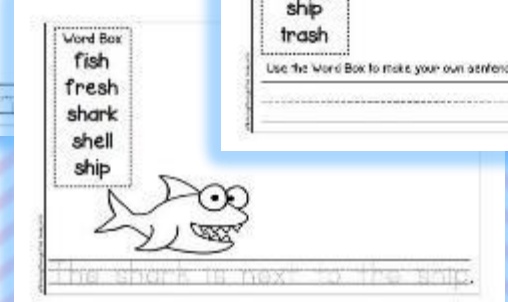 ship
trash
Use the Word Box to make your own sentenc
Word Box
fish
fresh
shark
shell
ship
The shark is next to the ship.